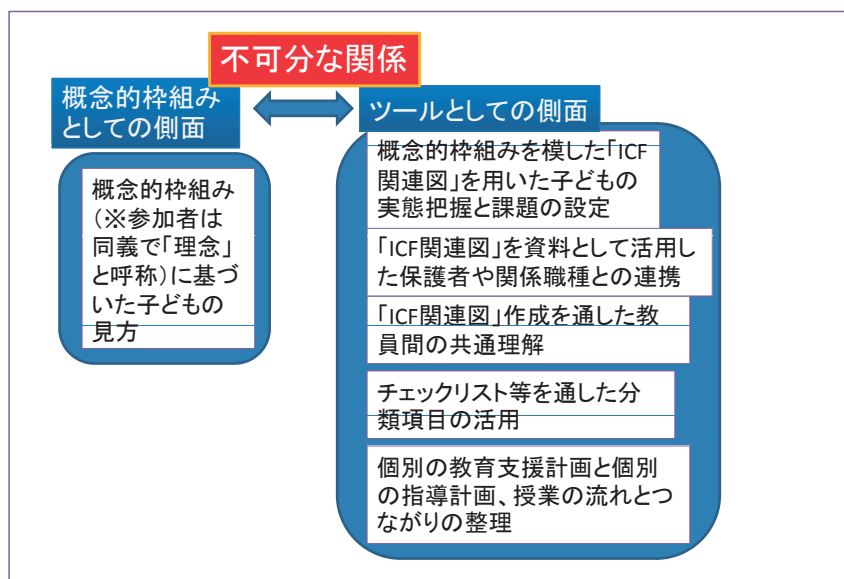 不可分な関係
概念的枠組み
としての側面
概念的枠組み
(※参加者は
同義で「理念」
と呼称)に基づ
いた子どもの
見方
ツールとしての側面
概念的枠組みを模した「ICF
関連図」を用いた子どもの
実態把握と課題の設定
「ICF関連図」を資料として活用し
た保護者や関係職種との連携
「ICF関連図」作成を通した教
員間の共通理解
チェックリスト等を通した分
類項目の活用
個別の教育支援計画と個別
の指導計画、授業の流れとつ
ながりの整理